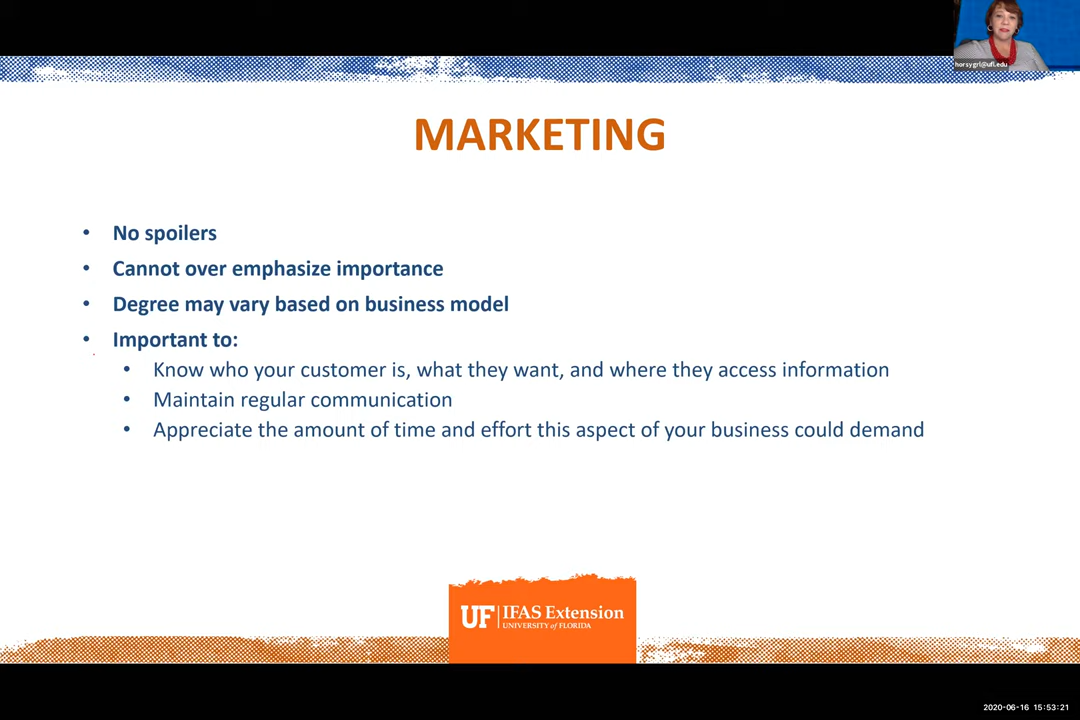 horsygrl@ufl.edu
MARKETING
• No spoilers
• Cannot over emphasize importance
• Degree may vary based on business model
• Important to:
• Know who your customer is, what they want, and where they access information
• Maintain regular communication
• Appreciate the amount of time and effort this aspect of your business could demand
UF IFAS Extension
UNIVERSITY of FLORIDA
2020-06-16 15:53:21